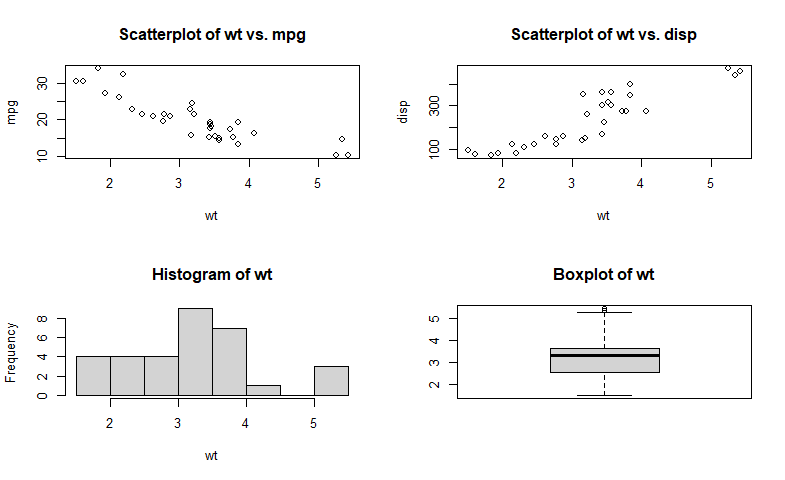 Scatterplot of wt vs. mpg
mpg
30
20
10
2 3 4 5
wt
Scatterplot of wt vs. disp
disp
300
100
2 3 4 5
wt
Histogram of wt
Frequency
8
6
4
2
0
2 3 4 5
wt
Boxplot of wt
5
4
3
2